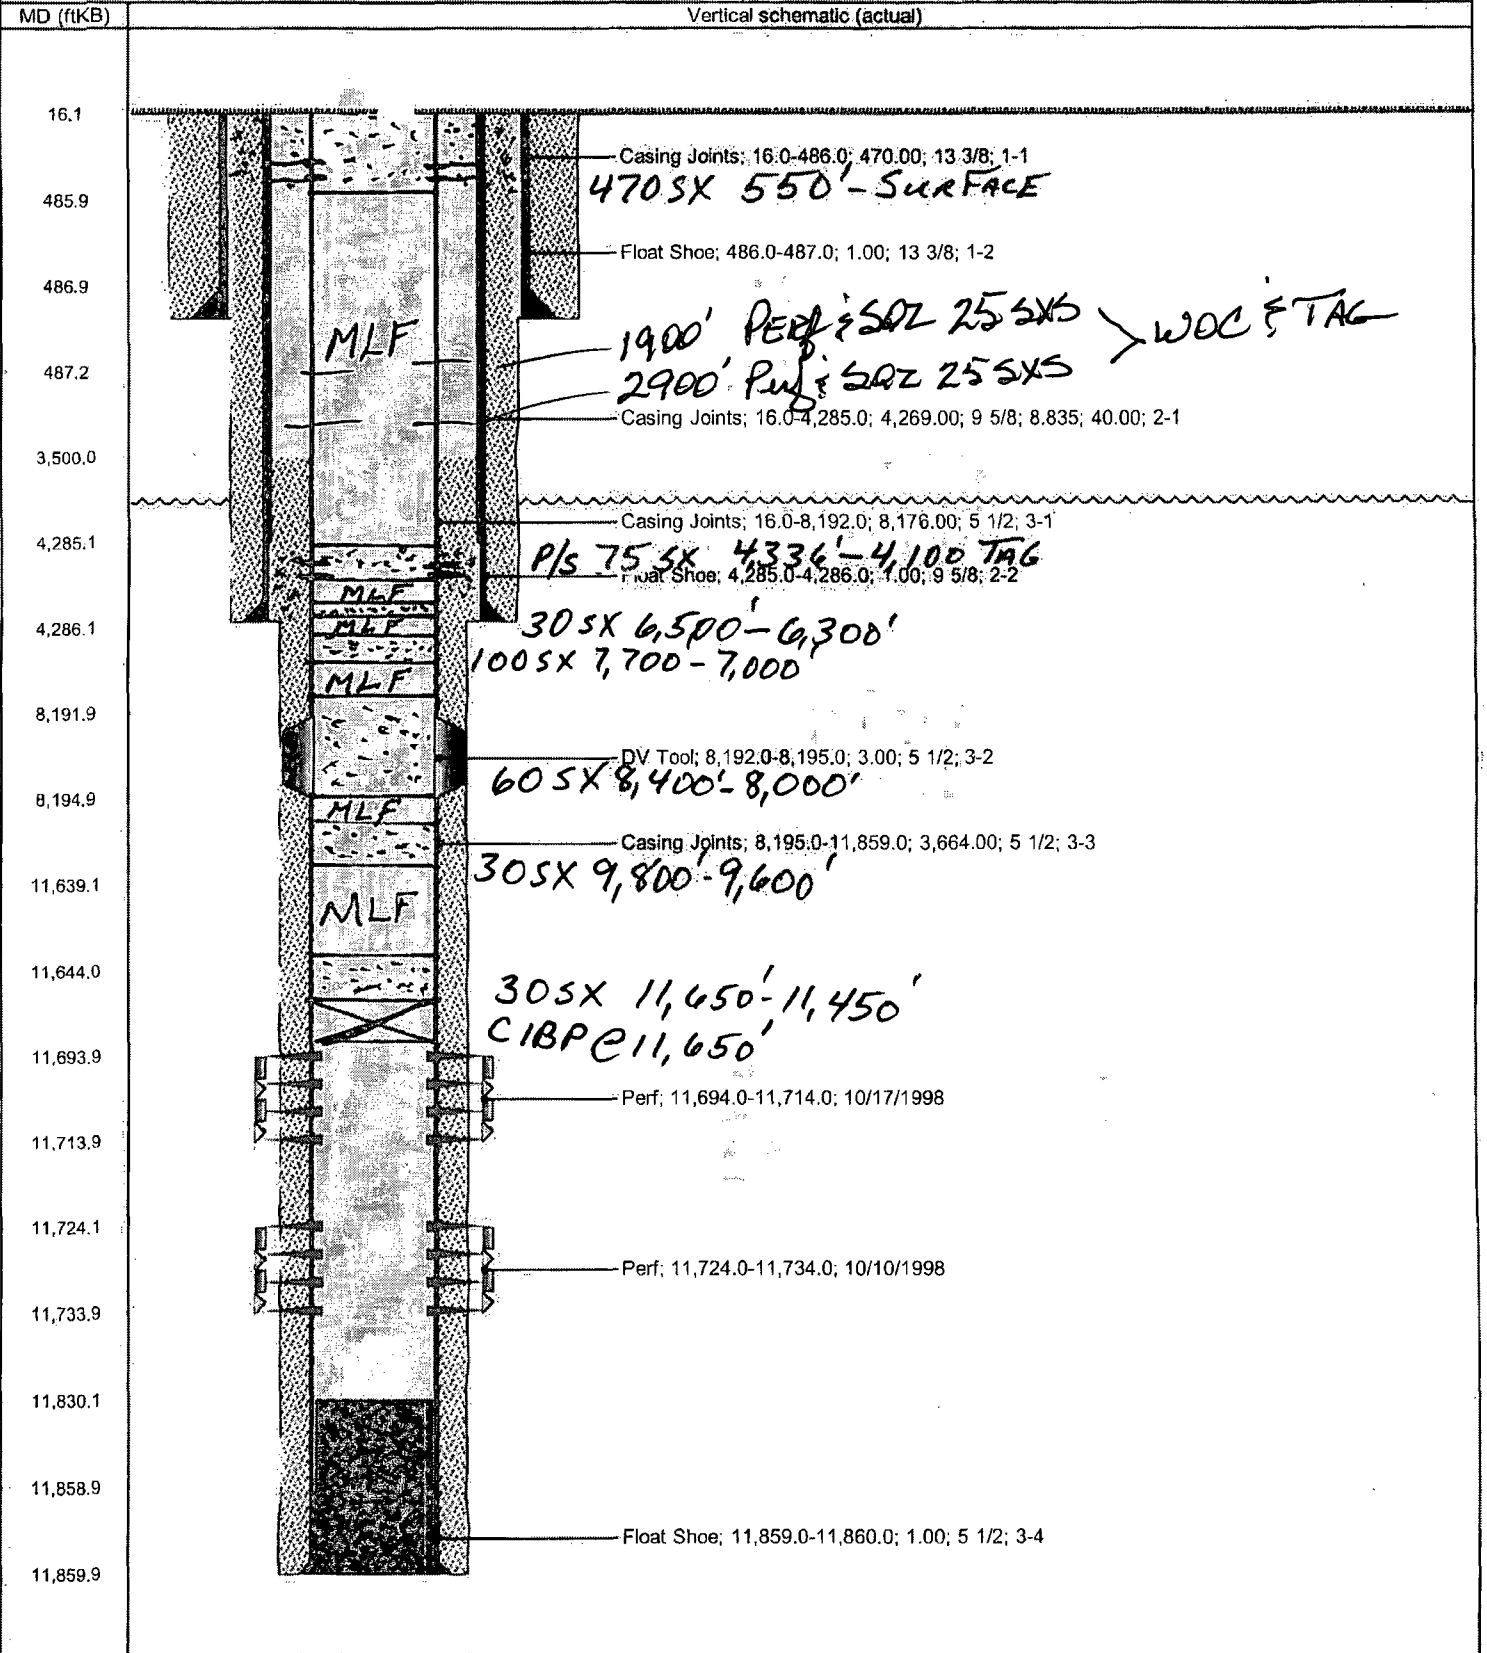 MD (ftKB)
Vertical schematic (actual)
16.1
Casing Joints; 16.0-486.0; 470.00; 13 3/8; 1-1
470 SX 550' - SURFACE
485.9
Float Shoe; 486.0-487.0; 1.00; 13 3/8; 1-2
486.9
MLF
1900' PERF & SQZ 25 SXS
WOC & TAG
487.2
2900' Perf & SQZ 25 SXS
Casing Joints; 16.0-4,285.0; 4,269.00; 9 5/8; 8.835; 40.00; 2-1
3,500.0
Casing Joints; 16.0-8,192.0; 8,176.00; 5 1/2; 3-1
4,285.1
P/S 75 SX 4,336' - 4,100 TAG
Float Shoe; 4,285.0-4,286.0; 1.00; 9 5/8; 2-2
MLF
4,286.1
MLF
30 SX 6,500' - 6,300'
100 SX 7,700 - 7,000'
MLF
8,191.9
DV Tool; 8,192.0-8,195.0; 3.00; 5 1/2; 3-2
60 SX 8,400' - 8,000'
8,194.9
MLF
Casing Joints; 8,195.0-11,859.0; 3,664.00; 5 1/2; 3-3
30 SX 9,800' - 9,600'
11,639.1
MLF
11,644.0
30 SX 11,650' - 11,450'
CIBP @ 11,650'
11,693.9
Perf; 11,694.0-11,714.0; 10/17/1998
11,713.9
11,724.1
Perf; 11,724.0-11,734.0; 10/10/1998
11,733.9
11,830.1
11,858.9
Float Shoe; 11,859.0-11,860.0; 1.00; 5 1/2; 3-4
11,859.9